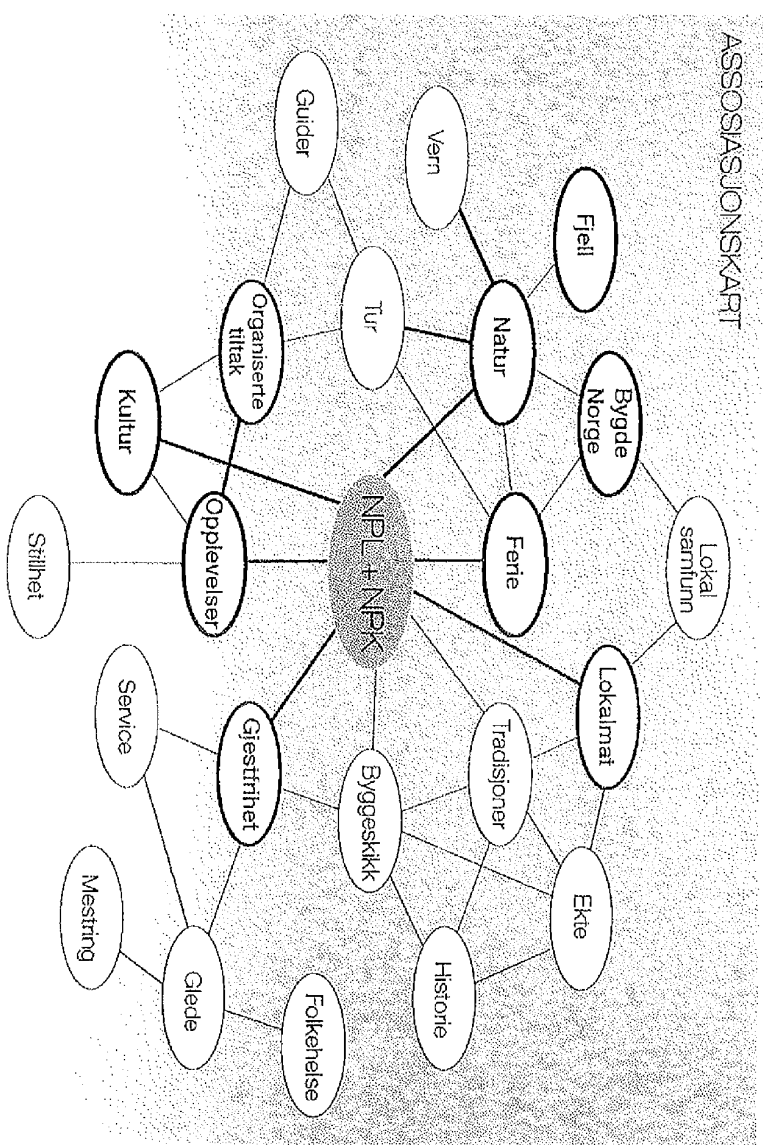 ASSOSIASJONSKART
Lokal
samfunn
Bygde
Norge
Lokalmat
Fjell
Ekte
Ferie
Natur
Tradisjoner
Vern
Historie
Tur
NPL + NPK
Byggeskikk
Guider
Folkehelse
Organiserte
tiltak
Gjestfrihet
Opplevelser
Glede
Kultur
Service
Mestring
Stillhet